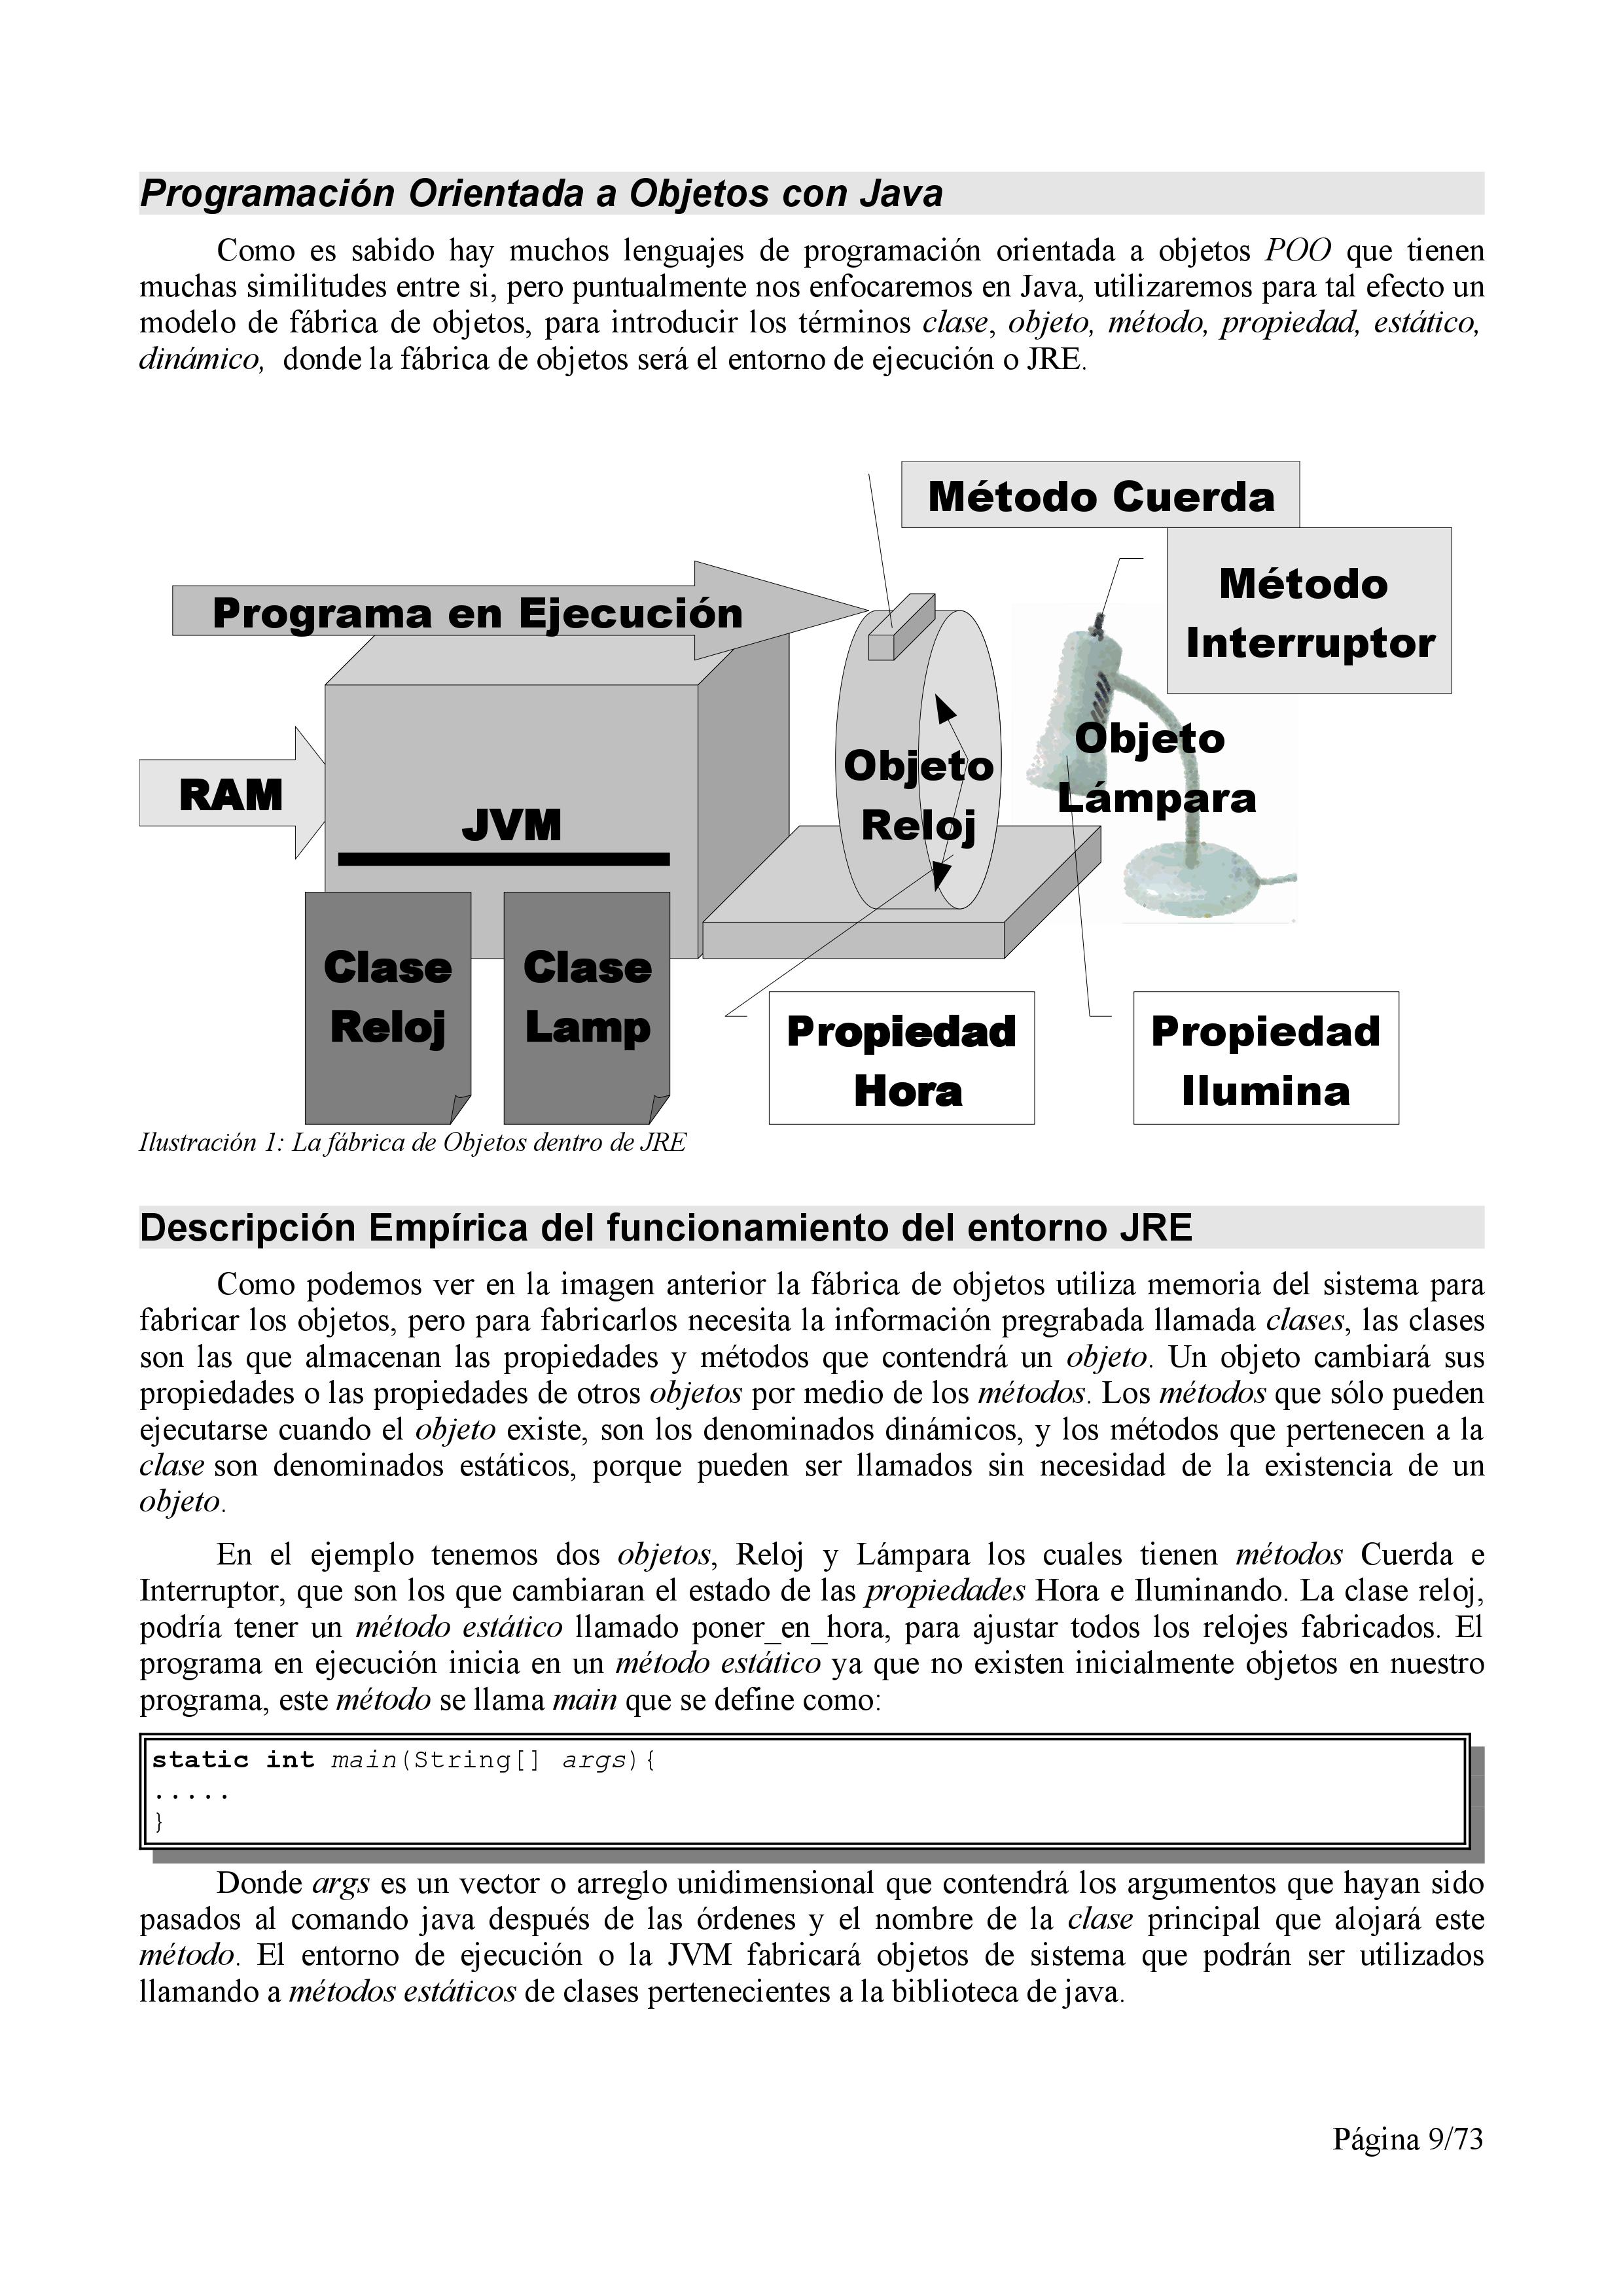 Programación Orientada a Objetos con Java
Como es sabido hay muchos lenguajes de programación orientada a objetos POO que tienen
muchas similitudes entre si, pero puntualmente nos enfocaremos en Java, utilizaremos para tal efecto un
modelo de fábrica de objetos, para introducir los términos clase, objeto, método, propiedad, estático,
dinámico, donde la fábrica de objetos será el entorno de ejecución o JRE.
Método Cuerda
Método
Interruptor
Programa en Ejecución
Objeto
Reloj
Objeto
Lámpara
RAM
JVM
Clase
Reloj
Clase
Lamp
Propiedad
Hora
Propiedad
Ilumina
Ilustración 1: La fábrica de Objetos dentro de JRE
Descripción Empírica del funcionamiento del entorno JRE
Como podemos ver en la imagen anterior la fábrica de objetos utiliza memoria del sistema para
fabricar los objetos, pero para fabricarlos necesita la información pregrabada llamada clases, las clases
son las que almacenan las propiedades y métodos que contendrá un objeto. Un objeto cambiará sus
propiedades o las propiedades de otros objetos por medio de los métodos. Los métodos que sólo pueden
ejecutarse cuando el objeto existe, son los denominados dinámicos, y los métodos que pertenecen a la
clase son denominados estáticos, porque pueden ser llamados sin necesidad de la existencia de un
objeto.
En el ejemplo tenemos dos objetos, Reloj y Lámpara los cuales tienen métodos Cuerda e
Interruptor, que son los que cambiaran el estado de las propiedades Hora e Iluminando. La clase reloj,
podría tener un método estático llamado poner_en_hora, para ajustar todos los relojes fabricados. El
programa en ejecución inicia en un método estático ya que no existen inicialmente objetos en nuestro
programa, este método se llama main que se define como:
static int main(String[] args){
.....
}
Donde args es un vector o arreglo unidimensional que contendrá los argumentos que hayan sido
pasados al comando java después de las órdenes y el nombre de la clase principal que alojará este
método. El entorno de ejecución o la JVM fabricará objetos de sistema que podrán ser utilizados
llamando a métodos estáticos de clases pertenecientes a la biblioteca de java.
Página 9/73